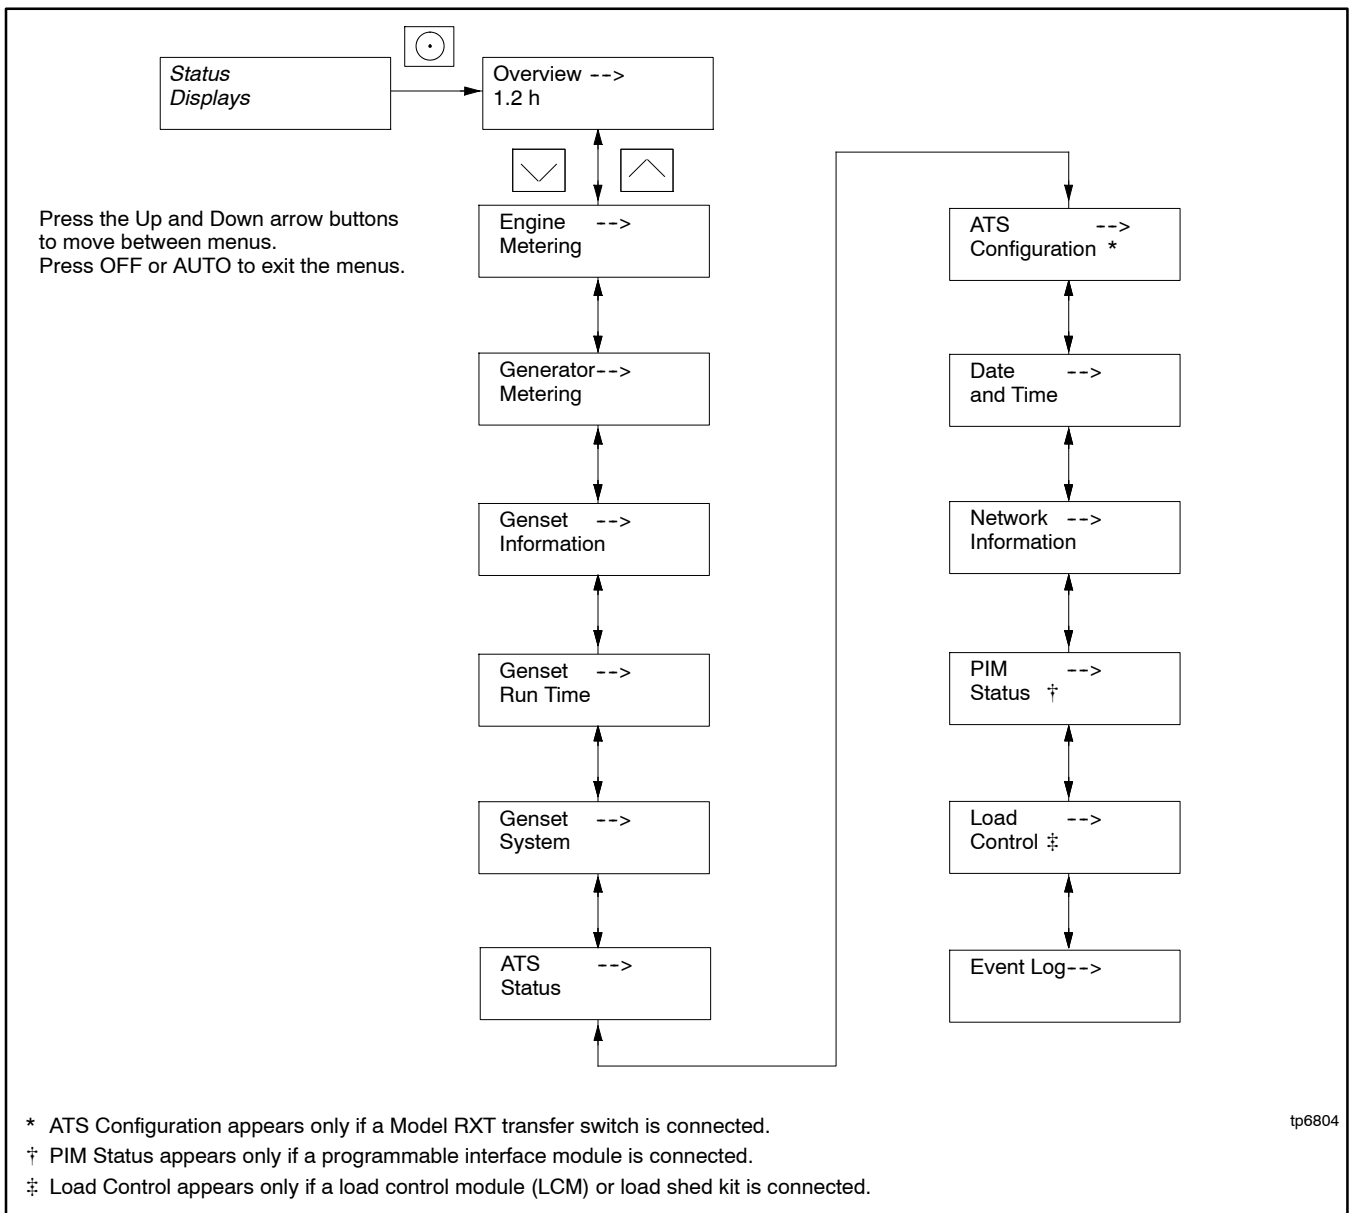 Status
Displays
Overview -->
1.2 h
Press the Up and Down arrow buttons
to move between menus.
Press OFF or AUTO to exit the menus.
Engine -->
Metering
Generator-->
Metering
Genset -->
Information
Genset -->
Run Time
Genset -->
System
ATS -->
Status
ATS -->
Configuration *
Date -->
and Time
Network -->
Information
PIM -->
Status †
Load -->
Control ‡
Event Log-->
* ATS Configuration appears only if a Model RXT transfer switch is connected.
† PIM Status appears only if a programmable interface module is connected.
‡ Load Control appears only if a load control module (LCM) or load shed kit is connected.
tp6804